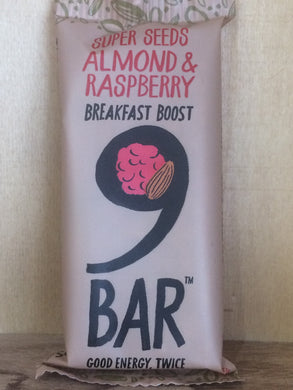 SUPER SEEDS
ALMOND &
RASPBERRY
BREAKFAST BOOST
9
BAR™
GOOD ENERGY, TWICE